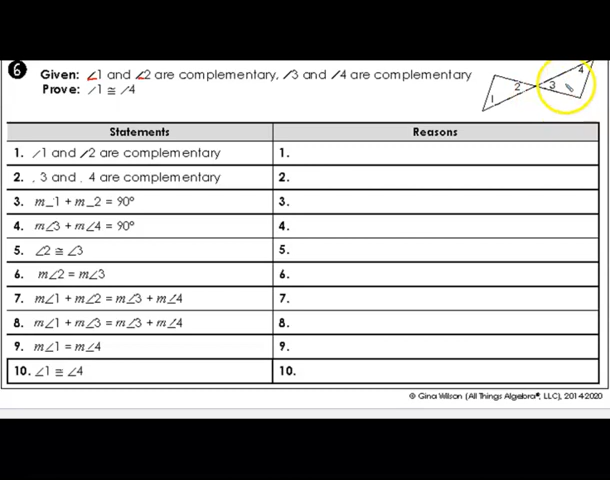 6
Given: ∠1 and ∠2 are complementary, ∠3 and ∠4 are complementary
Prove: ∠1 ≅ ∠4
1 2 3 4
Statements Reasons
1. ∠1 and ∠2 are complementary 1.
2. . 3 and . 4 are complementary 2.
3. m_1 + m_2 = 90° 3.
4. m∠3 + m∠4 = 90° 4.
5. ∠2 ≅ ∠3 5.
6. m∠2 = m∠3 6.
7. m∠1 + m∠2 = m∠3 + m∠4 7.
8. m∠1 + m∠3 = m∠3 + m∠4 8.
9. m∠1 = m∠4 9.
10. ∠1 ≅ ∠4 10.
© Gina Wilson (All Things Algebra®, LLC), 2014-2020